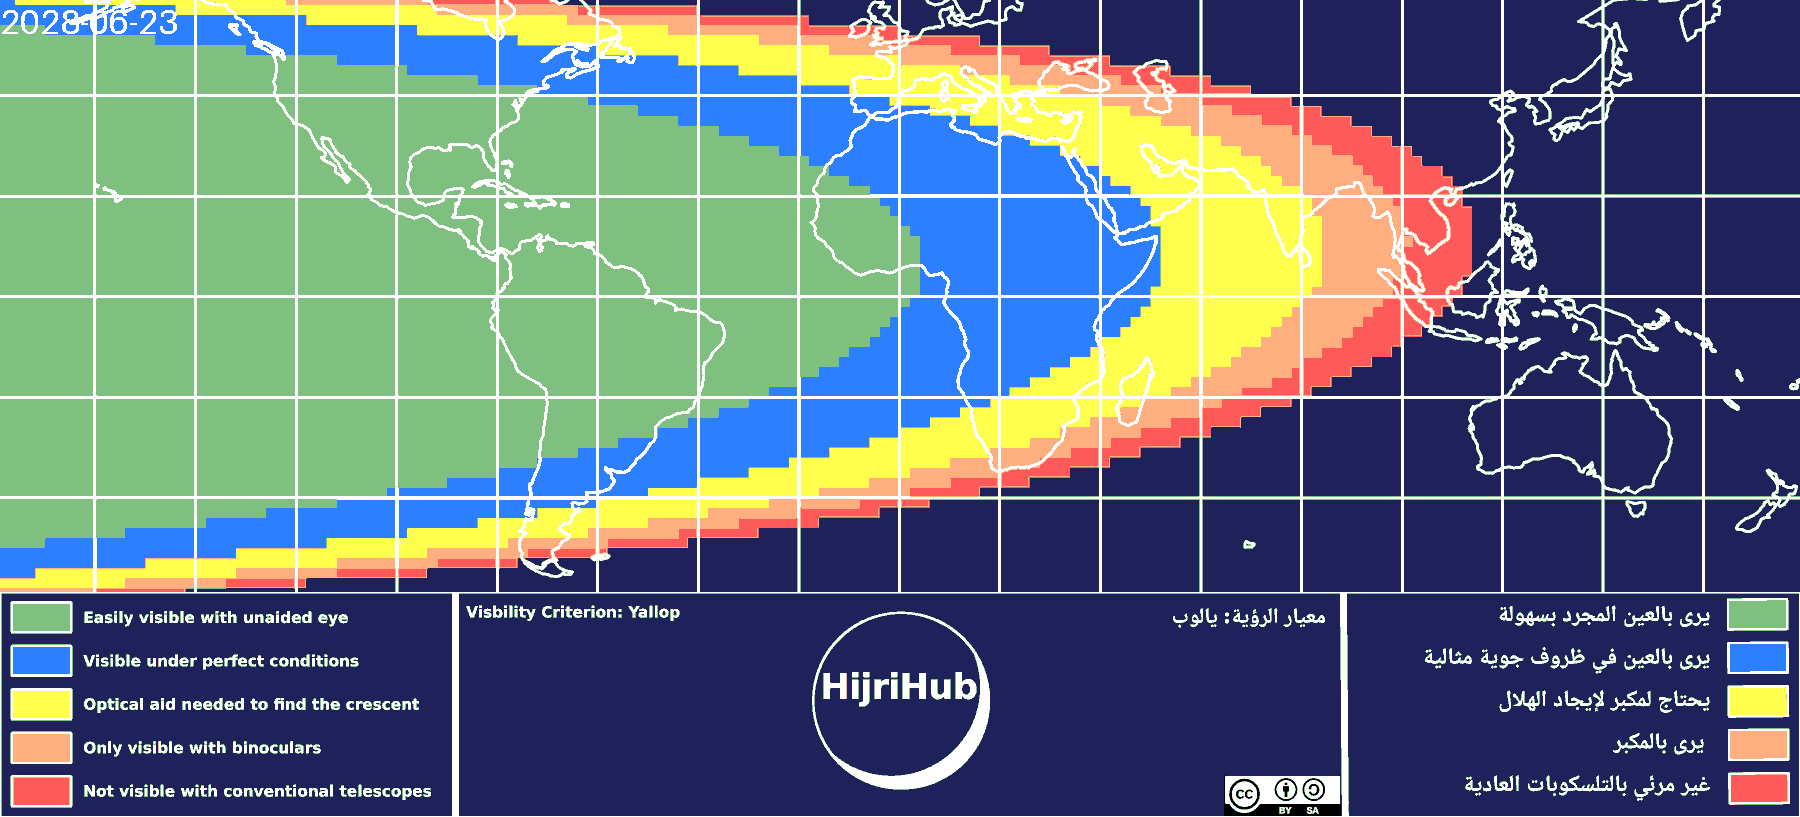 2028-06-23
Easily visible with unaided eye
Visible under perfect conditions
Optical aid needed to find the crescent
Only visible with binoculars
Not visible with conventional telescopes
Visbility Criterion: Yallop
معيار الرؤية: يالوب
HijriHub
cc
BY SA
يرى بالعين المجرد بسهولة
يرى بالعين في ظروف جوية مثالية
يحتاج لمكبر لإيجاد الهلال
يرى بالمكبر
غير مرئي بالتلسكوبات العادية